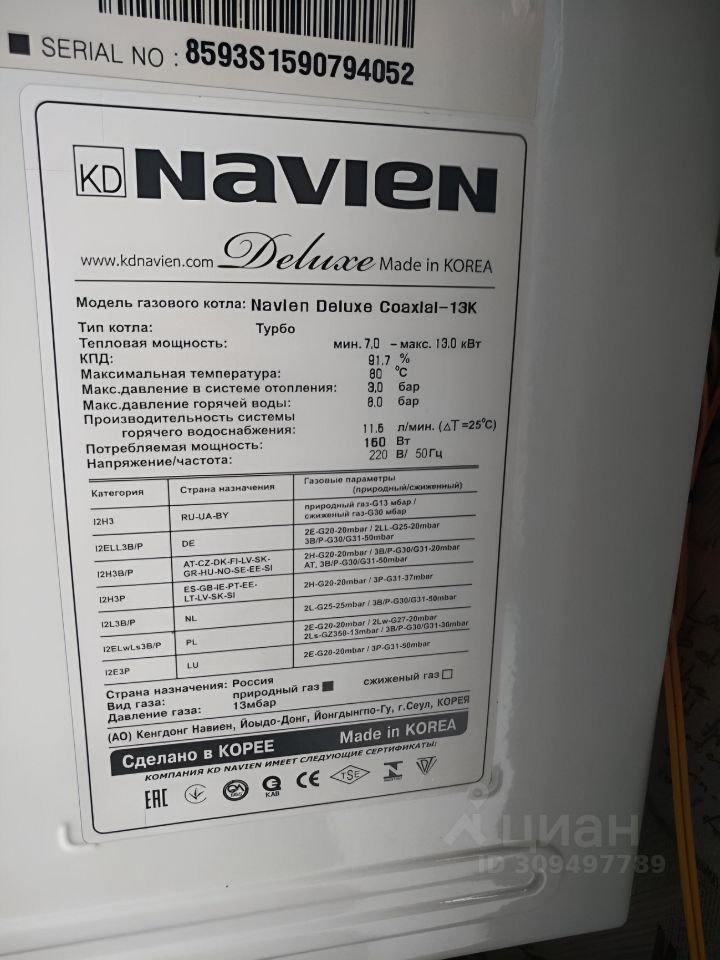 SERIAL NO : 8593S1590794052
KD NAVIEN
www.kdnavien.com Deluxe Made in KOREA
Модель газового котла: Navien Deluxe Coaxial-13K
Тип котла: Турбо
Тепловая мощность: мин. 7.0 - макс. 13.0 кВт
КПД: 91.7 %
Максимальная температура: 80 °C
Макс.давление в системе отопления: 3.0 бар
Макс.давление горячей воды: 8.0 бар
Производительность системы
горячего водоснабжения: 11.6 л/мин. (△T=25°C)
Потребляемая мощность: 160 Вт
Напряжение/частота: 220 В/ 50Гц
Категория Страна назначения Газовые параметры
(природный/сжиженный)
I2H3 RU-UA-BY природный газ-G13 мбар /
сжиженый газ-G30 мбар
I2ELL3B/P DE 2E-G20-20mbar / 2LL-G25-20mbar
3B/P-G30/G31-50mbar
I2H3B/P AT-CZ-DK-FI-LV-SK-
GR-HU-NO-SE-EE-SI 2H-G20-20mbar / 3B/P-G30/G31-20mbar
AT, 3B/P-G30/G31-50mbar
I2H3P ES-GB-IE-PT-EE-
LT-LV-SK-SI 2H-G20-20mbar / 3P-G31-37mbar
I2L3B/P NL 2L-G25-25mbar / 3B/P-G30/G31-50mbar
I2ELwLs3B/P PL 2E-G20-20mbar / 2Lw-G27-20mbar
2Ls-GZ350-13mbar / 3B/P-G30/G31-36mbar
I2E3P LU 2E-G20-20mbar / 3P-G31-50mbar
Страна назначения: Россия
Вид газа: природный газ сжиженый газ
Давление газа: 13мбар
(АО) Кенгдонг Навиен, Йоыдо-Донг, Йонгдынгпо-Гу, г.Сеул, КОРЕЯ
Сделано в КОРЕЕ Made in KOREA
КОМПАНИЯ KD NAVIEN ИМЕЕТ СЛЕДУЮЩИЕ СЕРТИФИКАТЫ:
EAC KAB CE TSE
циан
ID 309497789